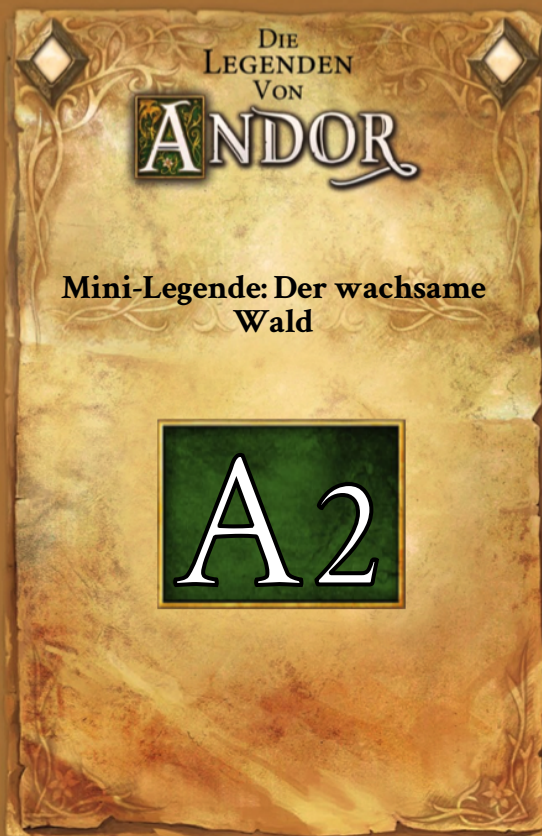 DIE
LEGENDEN
VON
ANDOR
Mini-Legende: Der wachsame
Wald
A2